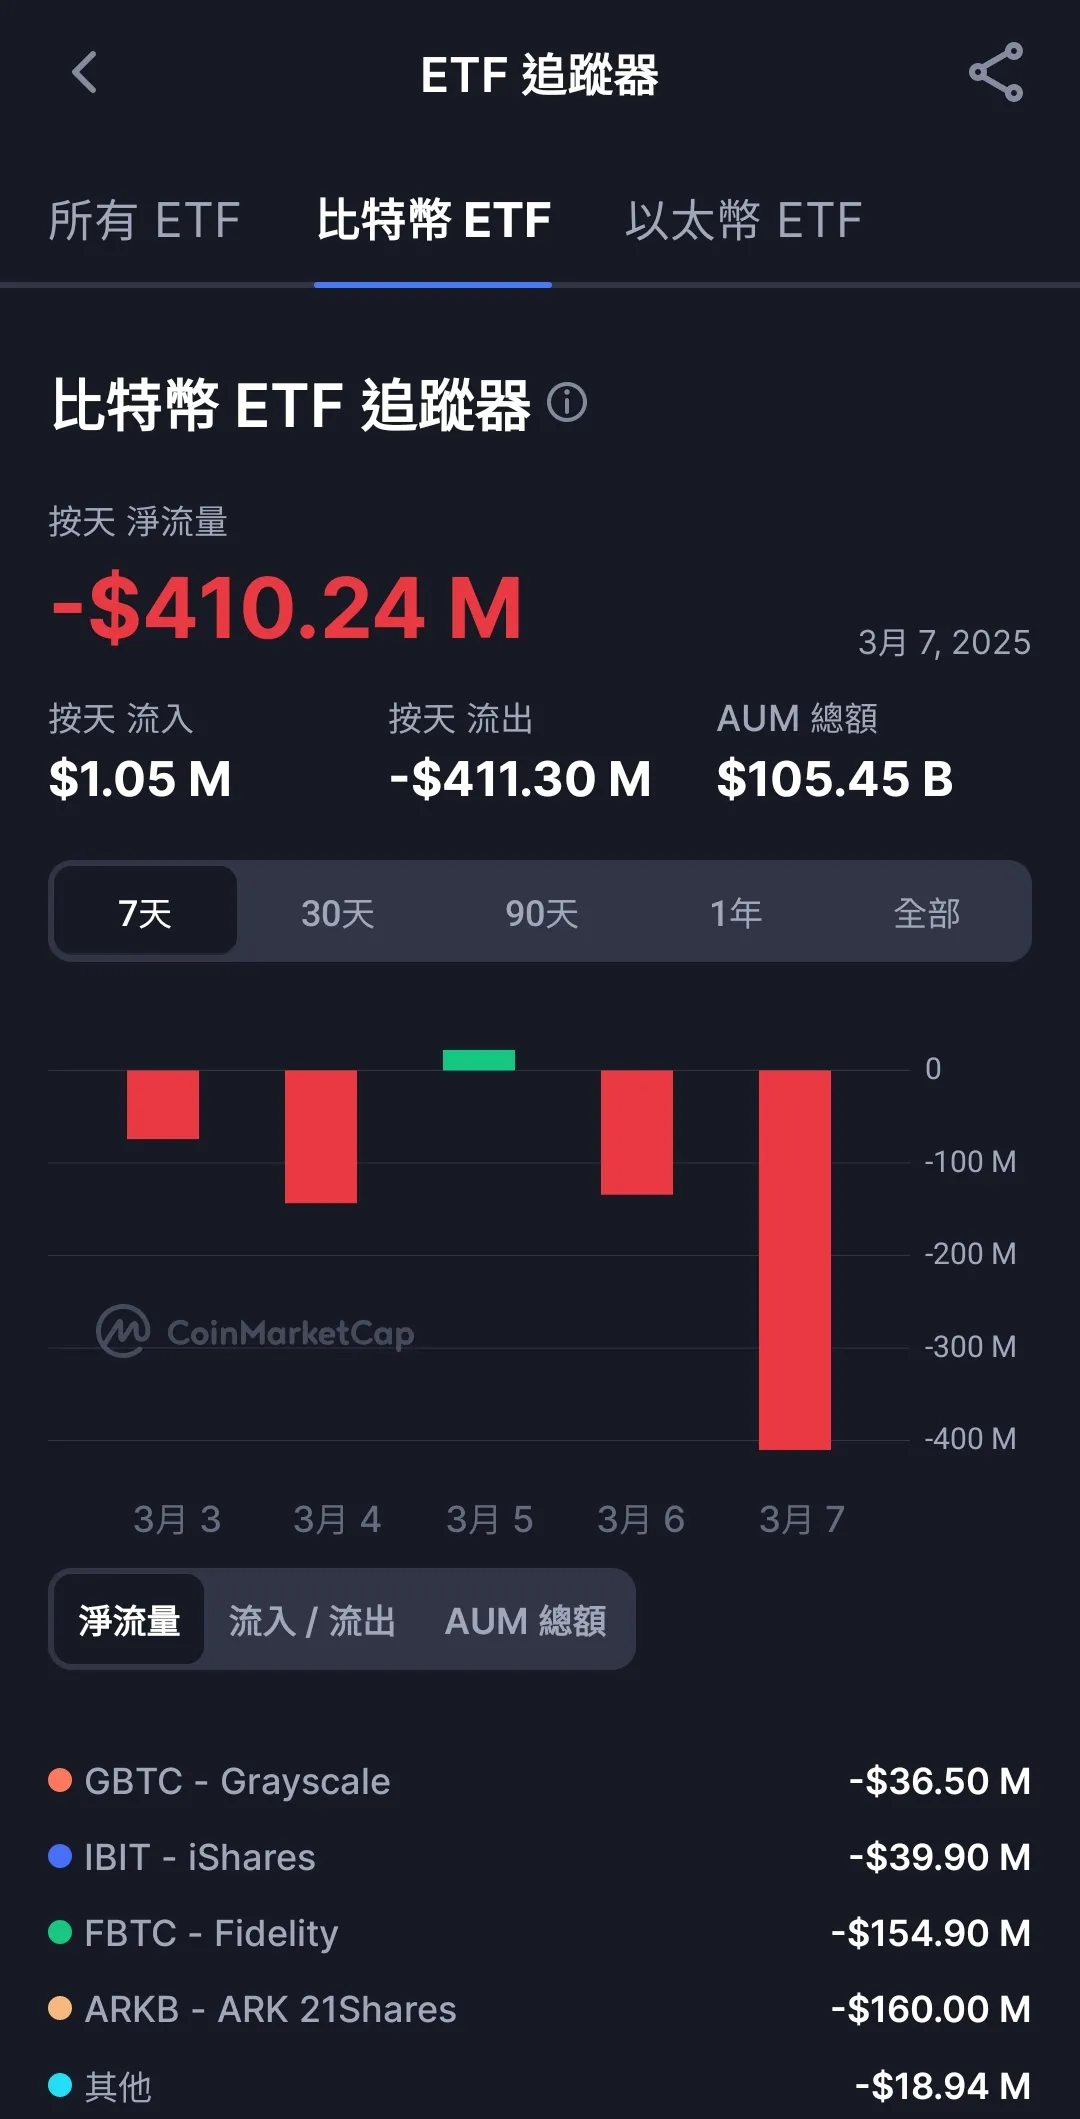 ETF 追蹤器
所有 ETF 比特幣 ETF 以太幣 ETF
比特幣 ETF 追蹤器
按天 淨流量
-$410.24 M
3月 7, 2025
按天 流入 按天 流出 AUM 總額
$1.05 M -$411.30 M $105.45 B
7天 30天 90天 1年 全部
0
-100 M
-200 M
CoinMarketCap
-300 M
-400 M
3月 3 3月 4 3月 5 3月 6 3月 7
淨流量 流入 / 流出 AUM 總額
GBTC - Grayscale -$36.50 M
IBIT - iShares -$39.90 M
FBTC - Fidelity -$154.90 M
ARKB - ARK 21Shares -$160.00 M
其他 -$18.94 M